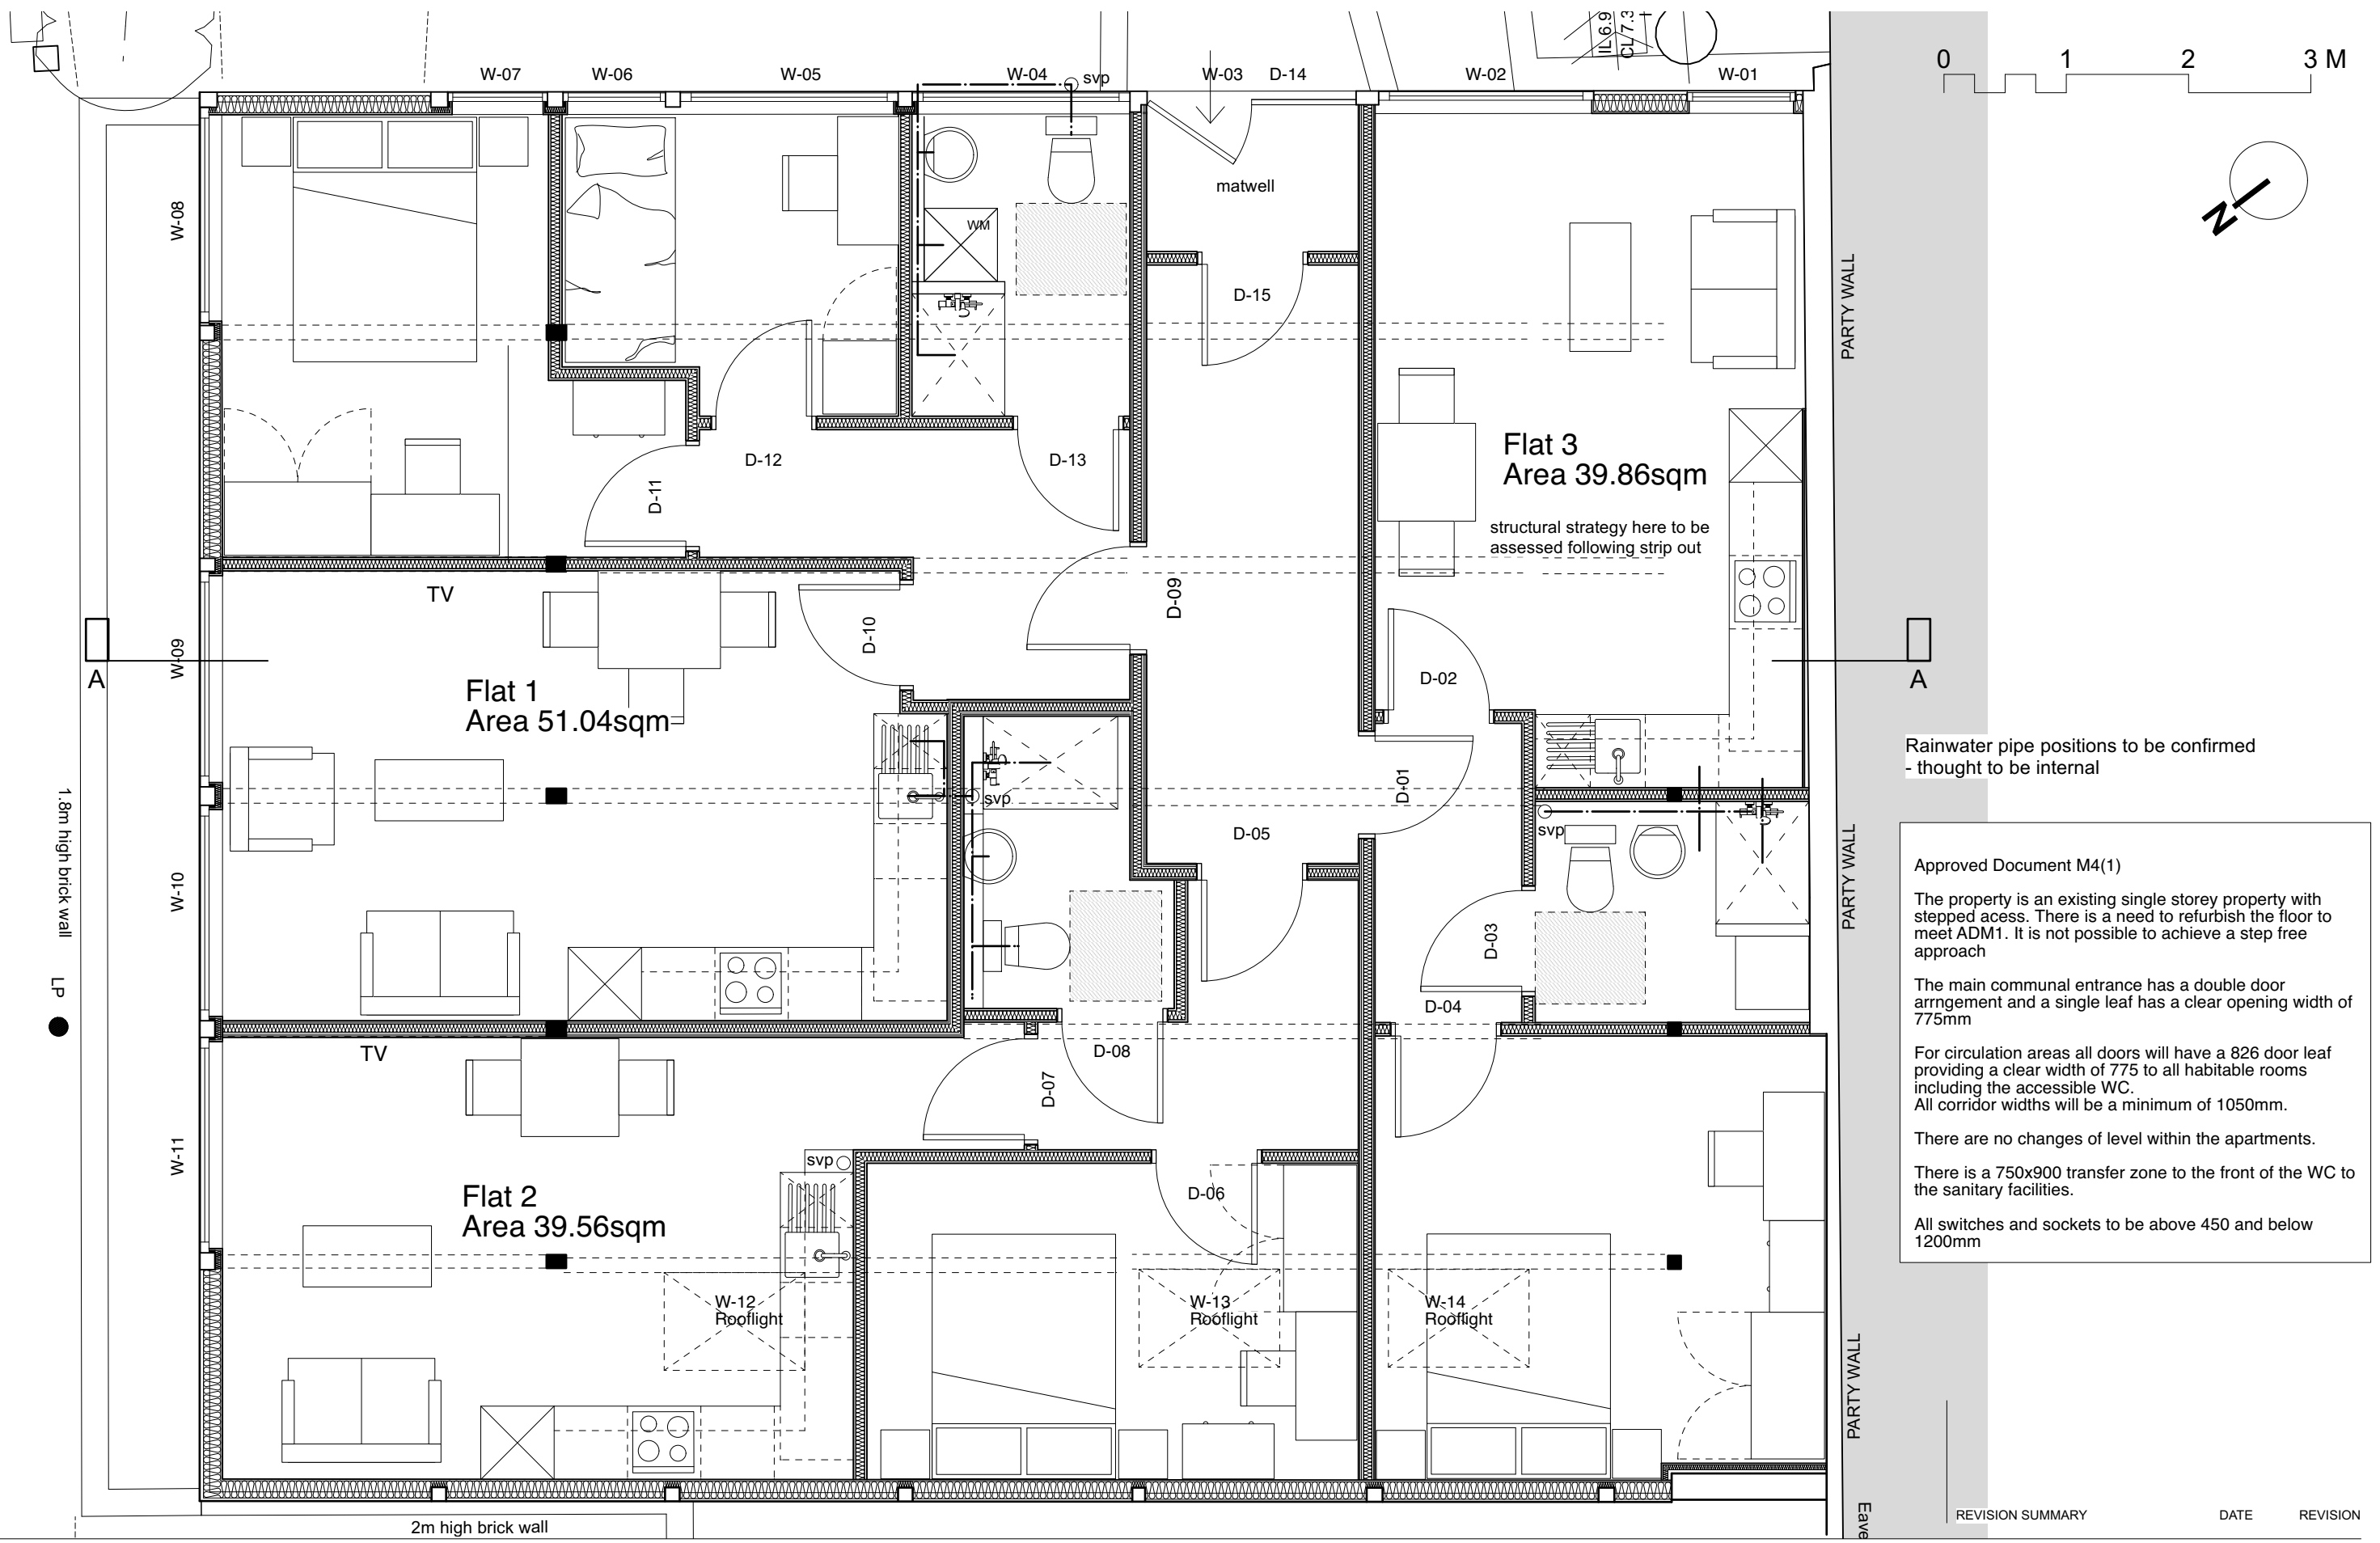 IL 6.9
CL 7.3
0 1 2 3 M
W-07 W-06 W-05 W-04 svp W-03 D-14 W-02 W-01
N
matwell
W-08
WM
D-15
PARTY WALL
Flat 3
Area 39.86sqm
D-12 D-13
D-11
structural strategy here to be
assessed following strip out
TV
D-10
D-09
W-09
A
D-02
A
Flat 1
Area 51.04sqm
Rainwater pipe positions to be confirmed
- thought to be internal
D-01
svp
D-05
svp
1.8m high brick wall
W-10
PARTY WALL
D-03
LP
D-04
TV
D-08
D-07
W-11
svp
D-06
Flat 2
Area 39.56sqm
W-12
Rooflight
W-13
Rooflight
W-14
Rooflight
PARTY WALL
Approved Document M4(1)
The property is an existing single storey property with
stepped acess. There is a need to refurbish the floor to
meet ADM1. It is not possible to achieve a step free
approach
The main communal entrance has a double door
arrngement and a single leaf has a clear opening width of
775mm
For circulation areas all doors will have a 826 door leaf
providing a clear width of 775 to all habitable rooms
including the accessible WC.
All corridor widths will be a minimum of 1050mm.
There are no changes of level within the apartments.
There is a 750x900 transfer zone to the front of the WC to
the sanitary facilities.
All switches and sockets to be above 450 and below
1200mm
2m high brick wall
Eave
REVISION SUMMARY DATE REVISION